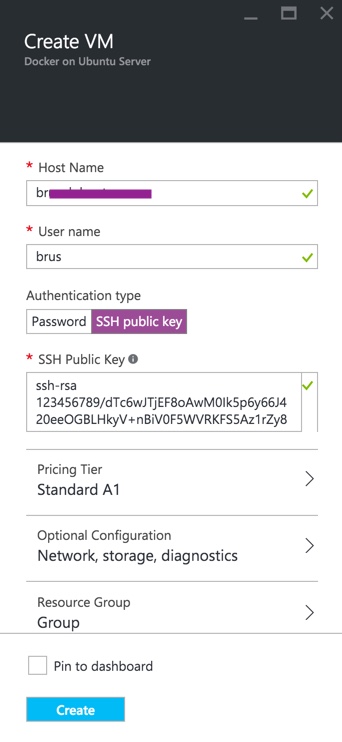 Create VM
Docker on Ubuntu Server
* Host Name
* User name
brus
Authentication type
Password SSH public key
* SSH Public Key
ssh-rsa
123456789/dTc6wJTjEF8oAwM0Ik5p6y66J4
20eeOGBLHkyV+nBiV0F5WVRKFS5Az1rZy8
Pricing Tier
Standard A1
Optional Configuration
Network, storage, diagnostics
Resource Group
Group
Pin to dashboard
Create